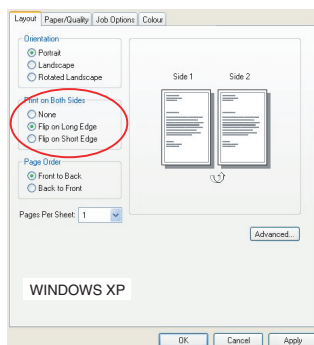 Layout Paper/Quality Job Options Colour
Orientation
Portrait
Landscape
Rotated Landscape
Print on Both Sides
None
Flip on Long Edge
Flip on Short Edge
Page Order
Front to Back
Back to Front
Pages Per Sheet: 1
Side 1 Side 2
Advanced...
WINDOWS XP
OK Cancel Apply